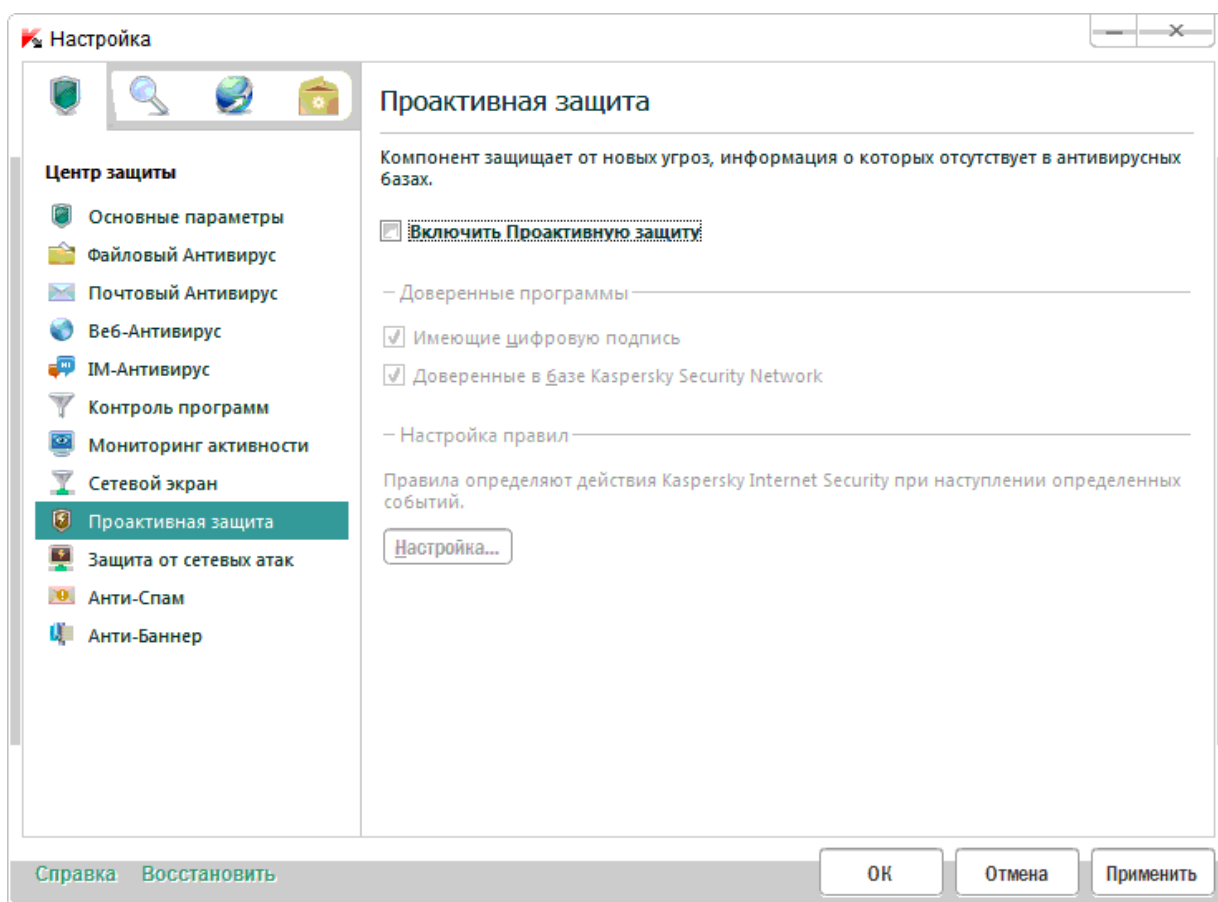 Настройка
Центр защиты
Основные параметры
Файловый Антивирус
Почтовый Антивирус
Веб-Антивирус
IM-Антивирус
Контроль программ
Мониторинг активности
Сетевой экран
Проактивная защита
Защита от сетевых атак
Анти-Спам
Анти-Баннер
Проактивная защита
Компонент защищает от новых угроз, информация о которых отсутствует в антивирусных
базах.
Включить Проактивную защиту
Доверенные программы
Имеющие цифровую подпись
Доверенные в базе Kaspersky Security Network
Настройка правил
Правила определяют действия Kaspersky Internet Security при наступлении определенных
событий.
Настройка...
Справка Восстановить
ОК Отмена Применить